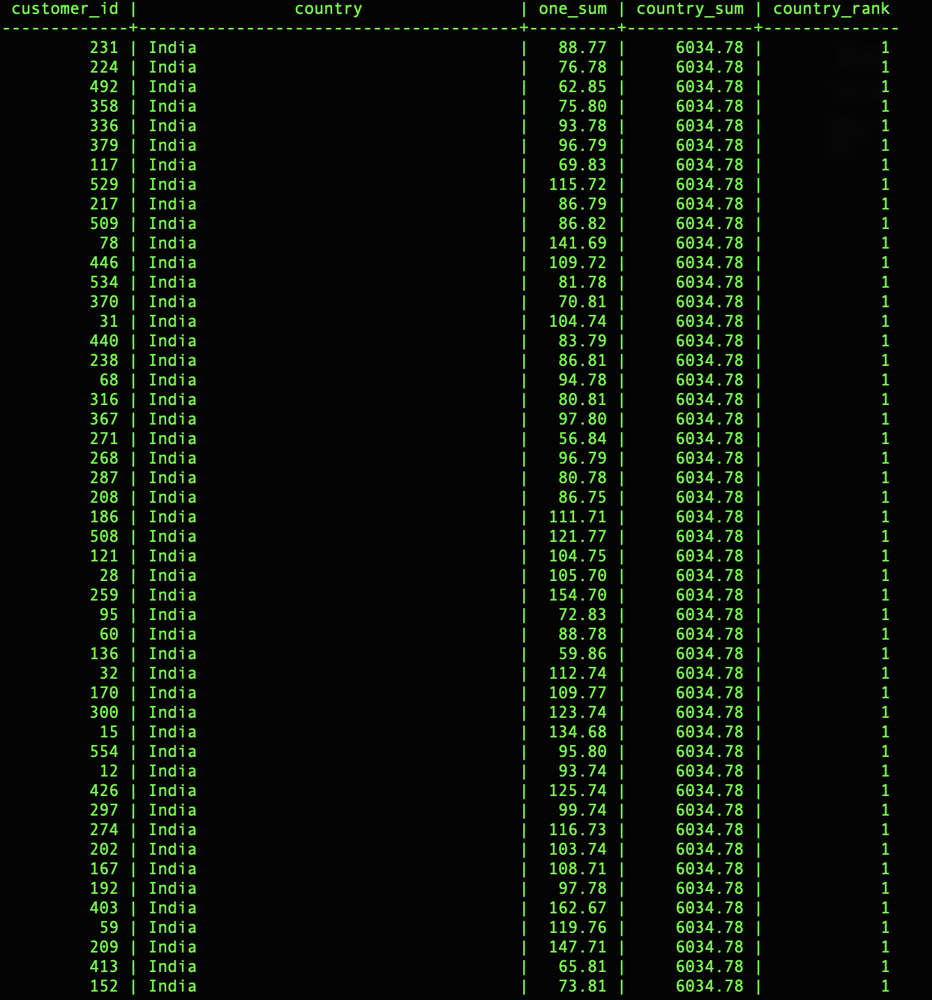 customer_id | country | one_sum | country_sum | country_rank
-------------+---------------------------------------+---------+-------------+--------------
231 | India | 88.77 | 6034.78 | 1
224 | India | 76.78 | 6034.78 | 1
492 | India | 62.85 | 6034.78 | 1
358 | India | 75.80 | 6034.78 | 1
336 | India | 93.78 | 6034.78 | 1
379 | India | 96.79 | 6034.78 | 1
117 | India | 69.83 | 6034.78 | 1
529 | India | 115.72 | 6034.78 | 1
217 | India | 86.79 | 6034.78 | 1
509 | India | 86.82 | 6034.78 | 1
78 | India | 141.69 | 6034.78 | 1
446 | India | 109.72 | 6034.78 | 1
534 | India | 81.78 | 6034.78 | 1
370 | India | 70.81 | 6034.78 | 1
31 | India | 104.74 | 6034.78 | 1
440 | India | 83.79 | 6034.78 | 1
238 | India | 86.81 | 6034.78 | 1
68 | India | 94.78 | 6034.78 | 1
316 | India | 80.81 | 6034.78 | 1
367 | India | 97.80 | 6034.78 | 1
271 | India | 56.84 | 6034.78 | 1
268 | India | 96.79 | 6034.78 | 1
287 | India | 80.78 | 6034.78 | 1
208 | India | 86.75 | 6034.78 | 1
186 | India | 111.71 | 6034.78 | 1
508 | India | 121.77 | 6034.78 | 1
121 | India | 104.75 | 6034.78 | 1
28 | India | 105.70 | 6034.78 | 1
259 | India | 154.70 | 6034.78 | 1
95 | India | 72.83 | 6034.78 | 1
60 | India | 88.78 | 6034.78 | 1
136 | India | 59.86 | 6034.78 | 1
32 | India | 112.74 | 6034.78 | 1
170 | India | 109.77 | 6034.78 | 1
300 | India | 123.74 | 6034.78 | 1
15 | India | 134.68 | 6034.78 | 1
554 | India | 95.80 | 6034.78 | 1
12 | India | 93.74 | 6034.78 | 1
426 | India | 125.74 | 6034.78 | 1
297 | India | 99.74 | 6034.78 | 1
274 | India | 116.73 | 6034.78 | 1
202 | India | 103.74 | 6034.78 | 1
167 | India | 108.71 | 6034.78 | 1
192 | India | 97.78 | 6034.78 | 1
403 | India | 162.67 | 6034.78 | 1
59 | India | 119.76 | 6034.78 | 1
209 | India | 147.71 | 6034.78 | 1
413 | India | 65.81 | 6034.78 | 1
152 | India | 73.81 | 6034.78 | 1